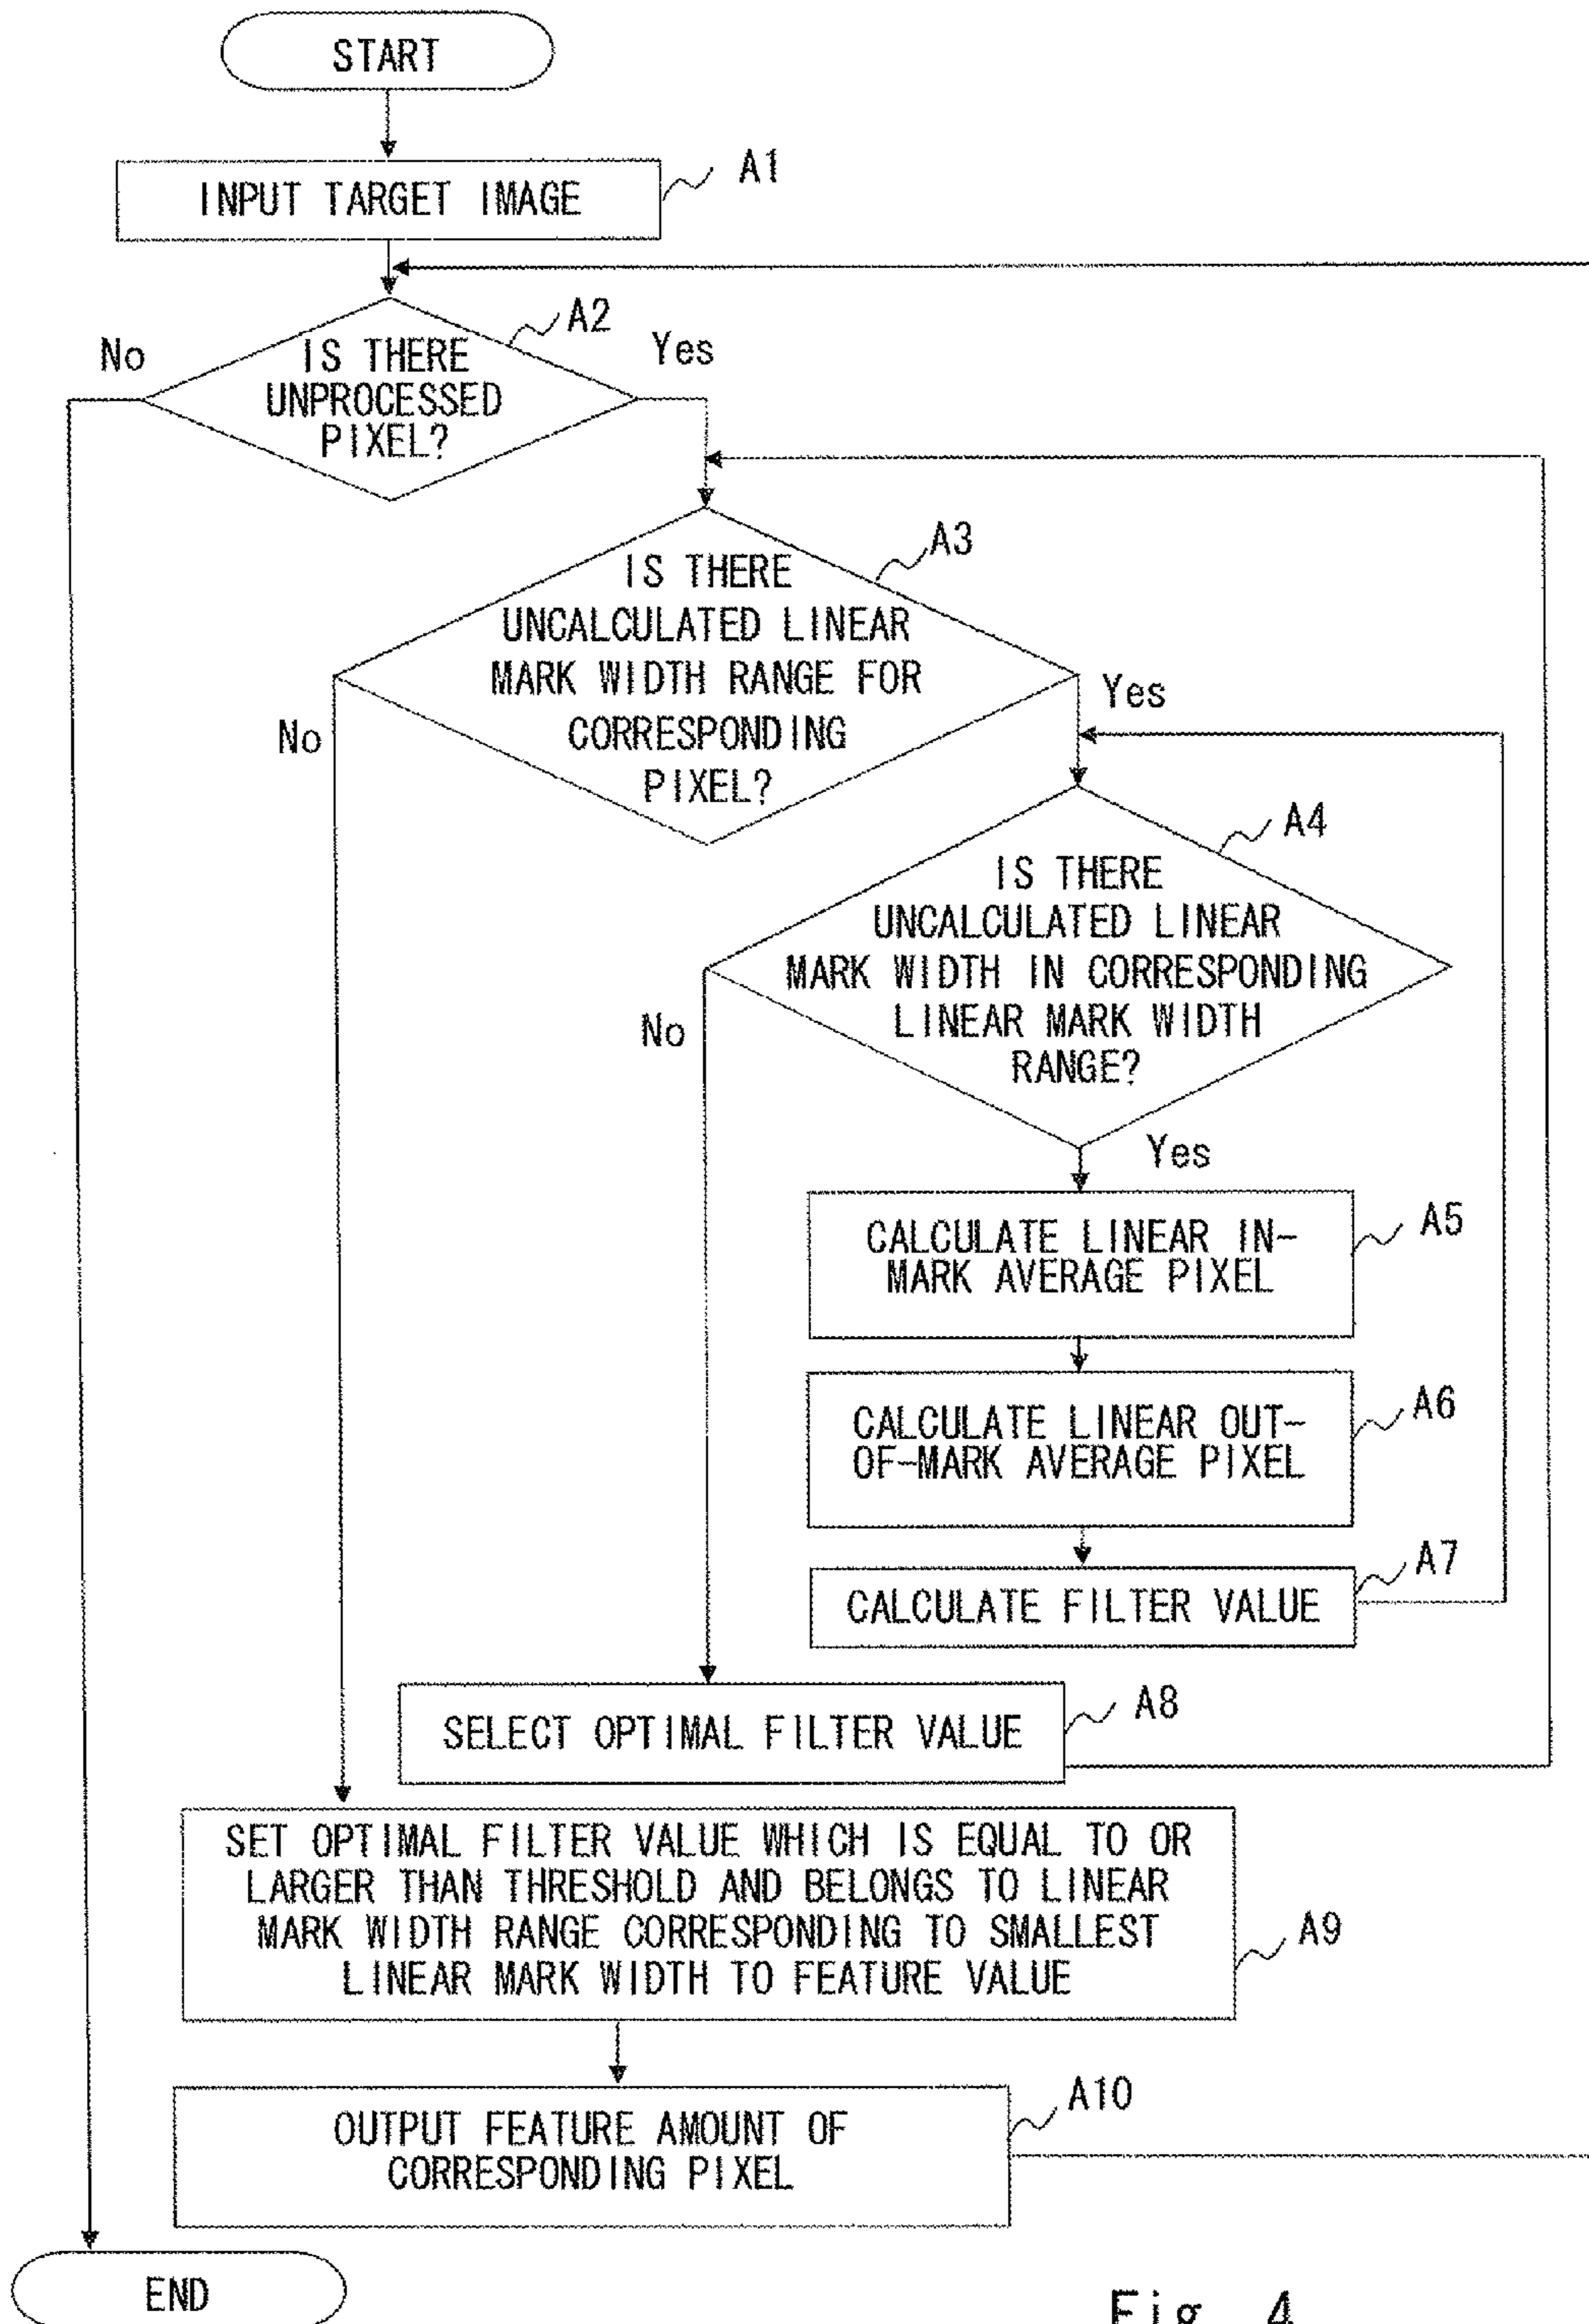 START
INPUT TARGET IMAGE
A1
A2
No
Yes
IS THERE
UNPROCESSED
PIXEL?
A3
IS THERE
UNCALCULATED LINEAR
MARK WIDTH RANGE FOR
CORRESPONDING
PIXEL?
No
Yes
A4
IS THERE
UNCALCULATED LINEAR
MARK WIDTH IN CORRESPONDING
LINEAR MARK WIDTH
RANGE?
No
Yes
CALCULATE LINEAR IN-
MARK AVERAGE PIXEL
A5
CALCULATE LINEAR OUT-
OF-MARK AVERAGE PIXEL
A6
CALCULATE FILTER VALUE
A7
SELECT OPTIMAL FILTER VALUE
A8
SET OPTIMAL FILTER VALUE WHICH IS EQUAL TO OR
LARGER THAN THRESHOLD AND BELONGS TO LINEAR
MARK WIDTH RANGE CORRESPONDING TO SMALLEST
LINEAR MARK WIDTH TO FEATURE VALUE
A9
OUTPUT FEATURE AMOUNT OF
CORRESPONDING PIXEL
A10
END
Fig. 4